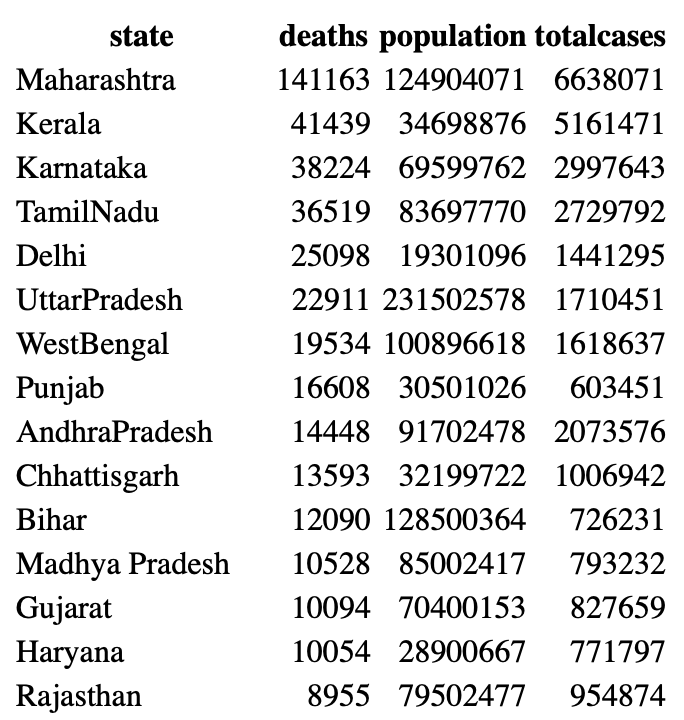 state deaths population totalcases
Maharashtra 141163 124904071 6638071
Kerala 41439 34698876 5161471
Karnataka 38224 69599762 2997643
TamilNadu 36519 83697770 2729792
Delhi 25098 19301096 1441295
UttarPradesh 22911 231502578 1710451
WestBengal 19534 100896618 1618637
Punjab 16608 30501026 603451
AndhraPradesh 14448 91702478 2073576
Chhattisgarh 13593 32199722 1006942
Bihar 12090 128500364 726231
Madhya Pradesh 10528 85002417 793232
Gujarat 10094 70400153 827659
Haryana 10054 28900667 771797
Rajasthan 8955 79502477 954874